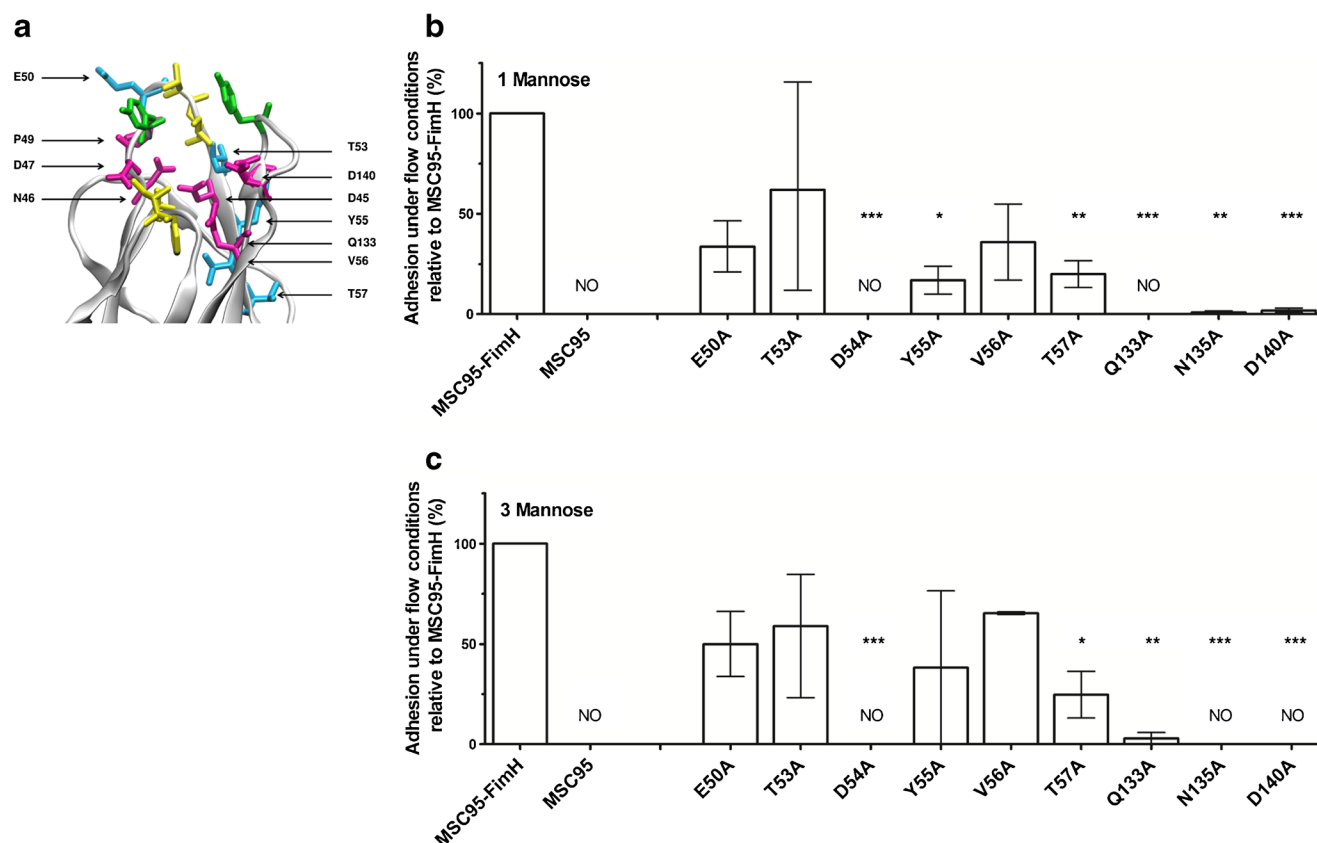 a
E50
P49
D47
N46
T53
D140
D45
Y55
Q133
V56
T57
b
Adhesion under flow conditions
relative to MSC95-FimH (%)
1 Mannose
100
50
0
NO
NO
***
*
**
NO
***
**
***
MSC95-FimH
MSC95
E50A
T53A
D54A
Y55A
V56A
T57A
Q133A
N135A
D140A
c
Adhesion under flow conditions
relative to MSC95-FimH (%)
3 Mannose
100
50
0
NO
NO
***
*
**
***
NO
***
NO
MSC95-FimH
MSC95
E50A
T53A
D54A
Y55A
V56A
T57A
Q133A
N135A
D140A